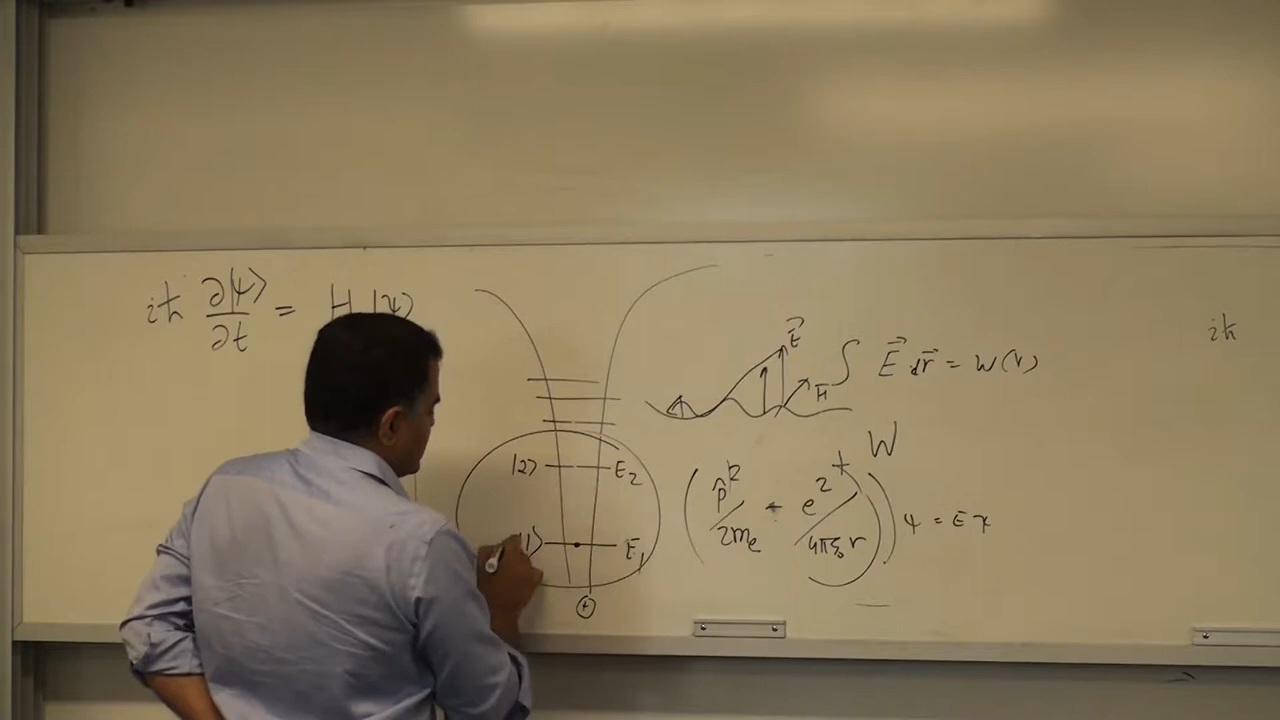 iħ ∂|ψ⟩/∂t = H |ψ⟩
iħ
E⃗
H
∫ E⃗ dr⃗ = W(r)
W
|2⟩ E₂
(p̂²/2mₑ - e²/4πε₀r) + ) ψ = E ψ
|1⟩ E₁
+